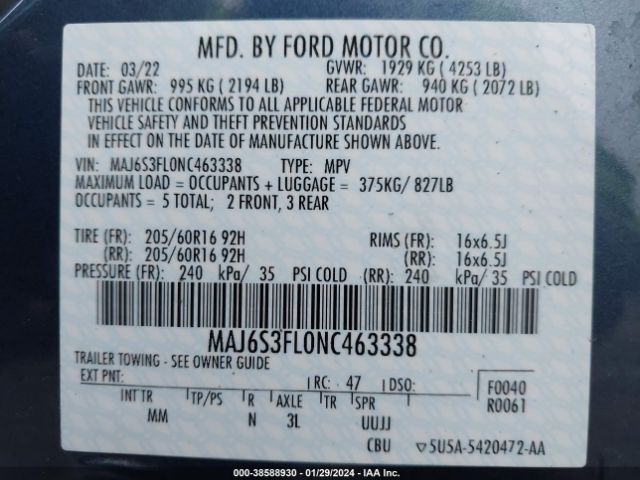 MFD. BY FORD MOTOR CO.
DATE: 03/22 GVWR: 1929 KG ( 4253 LB)
FRONT GAWR: 995 KG ( 2194 LB) REAR GAWR: 940 KG ( 2072 LB)
THIS VEHICLE CONFORMS TO ALL APPLICABLE FEDERAL MOTOR
VEHICLE SAFETY AND THEFT PREVENTION STANDARDS
IN EFFECT ON THE DATE OF MANUFACTURE SHOWN ABOVE.
VIN: MAJ6S3FL0NC463338 TYPE: MPV
MAXIMUM LOAD = OCCUPANTS + LUGGAGE = 375KG/ 827LB
OCCUPANTS = 5 TOTAL; 2 FRONT, 3 REAR
TIRE (FR): 205/60R16 92H RIMS (FR): 16x6.5J
(RR): 205/60R16 92H (RR): 16x6.5J
PRESSURE (FR): 240 kPa/ 35 PSI COLD (RR): 240 kPa/ 35 PSI COLD
MAJ6S3FL0NC463338
TRAILER TOWING - SEE OWNER GUIDE
EXT PNT: RC: 47 DSO: F0040
INT TR TP/PS R AXLE TR SPR R0061
MM N 3L UUJJ
CBU ▽5U5A-5420472-AA
000-38588930 - 01/29/2024 - IAA Inc.